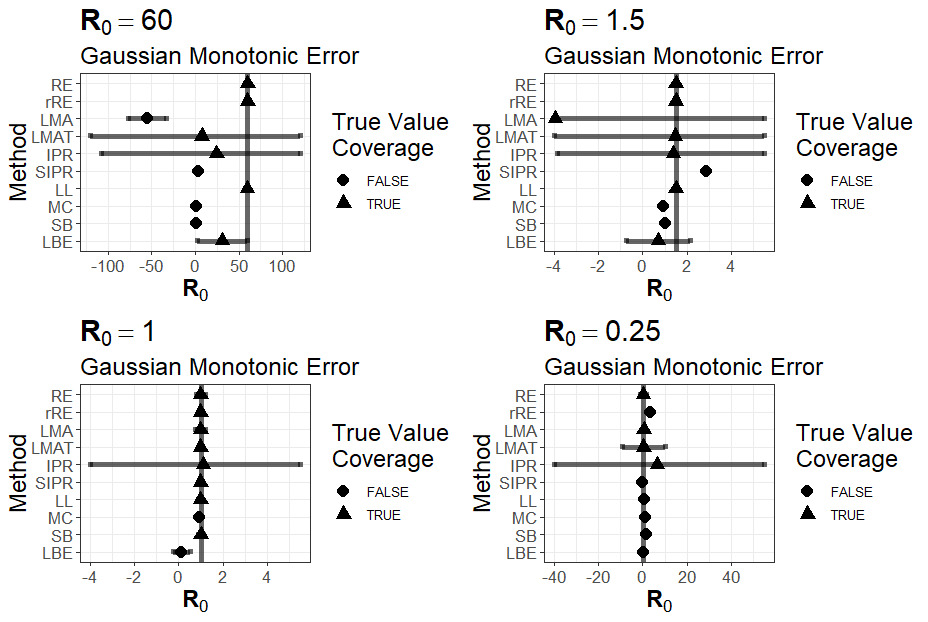 R0 = 60
Gaussian Monotonic Error
Method
RE
rRE
LMA
LMAT
IPR
SIPR
LL
MC
SB
LBE
-100 -50 0 50 100
R0
True Value
Coverage
FALSE
TRUE
R0 = 1.5
Gaussian Monotonic Error
Method
RE
rRE
LMA
LMAT
IPR
SIPR
LL
MC
SB
LBE
-4 -2 0 2 4
R0
True Value
Coverage
FALSE
TRUE
R0 = 1
Gaussian Monotonic Error
Method
RE
rRE
LMA
LMAT
IPR
SIPR
LL
MC
SB
LBE
-4 -2 0 2 4
R0
True Value
Coverage
FALSE
TRUE
R0 = 0.25
Gaussian Monotonic Error
Method
RE
rRE
LMA
LMAT
IPR
SIPR
LL
MC
SB
LBE
-40 -20 0 20 40
R0
True Value
Coverage
FALSE
TRUE